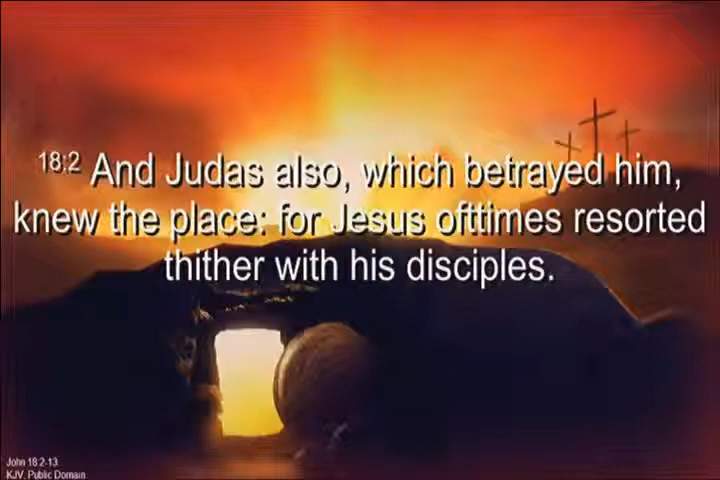 18:2 And Judas also, which betrayed him,
knew the place: for Jesus ofttimes resorted
thither with his disciples.
John 18:2-13
KJV, Public Domain